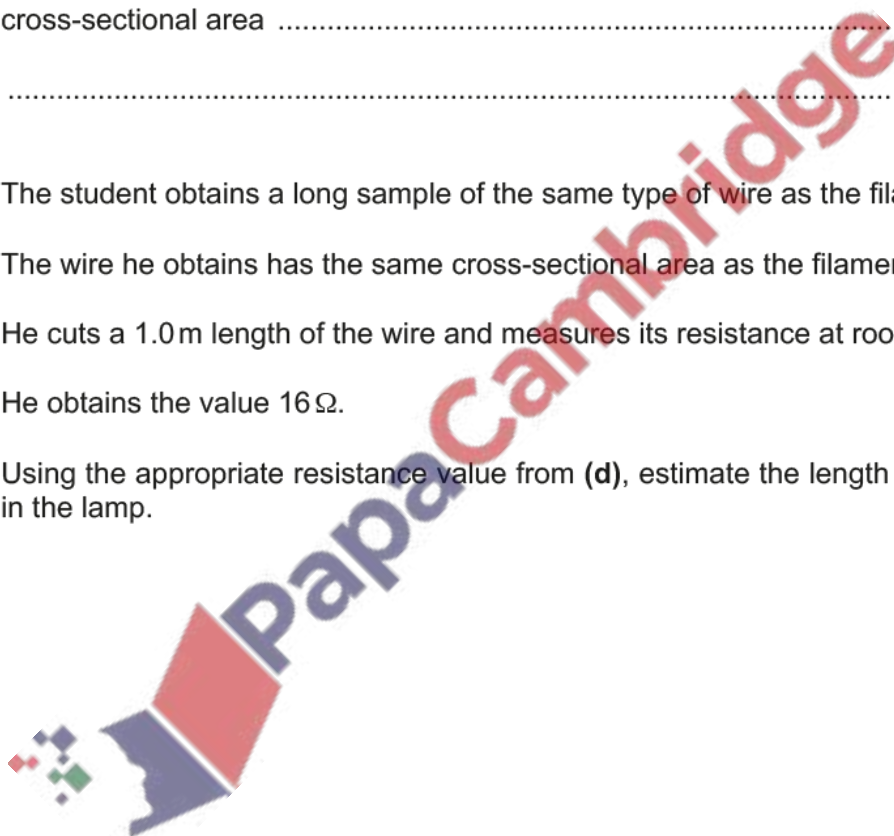 cross-sectional area ........................................................................
................................................................................................................
The student obtains a long sample of the same type of wire as the
The wire he obtains has the same cross-sectional area as the
He cuts a 1.0 m length of the wire and measures its resistance at
He obtains the value 16 Ω.
Using the appropriate resistance value from (d), estimate the length
in the lamp.
PapaCambridge